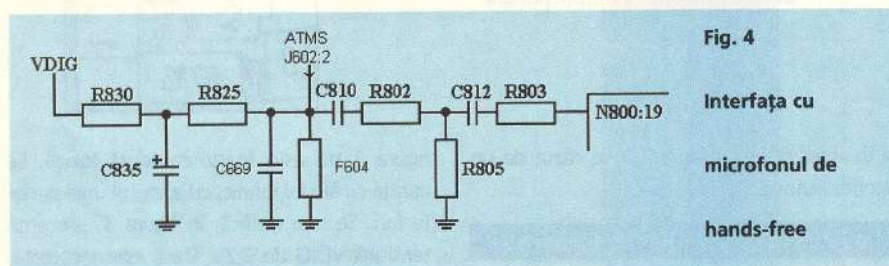 ATMS
J602:2
VDIG
R830
R825
C810
R802
C812
R803
N800:19
C835
C669
F604
R805
Fig. 4
Interfața cu
microfonul de
hands-free